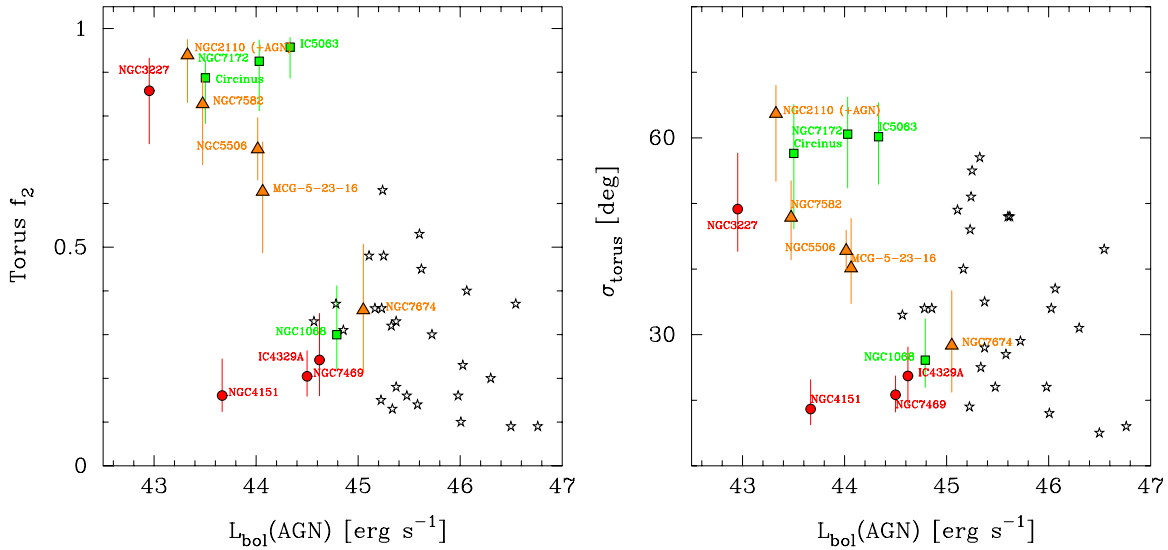 1
0.5
0
Torus f₂
NGC2110 (+AGN)
IC5063
NGC7172
NGC3227
Circinus
NGC7582
NGC5506
MCG-5-23-16
NGC7674
NGC1068
IC4329A
NGC7469
NGC4151
43 44 45 46 47
L_bol(AGN) [erg s⁻¹]
60
30
σ_torus [deg]
NGC2110 (+AGN)
NGC7172
IC5063
Circinus
NGC7582
NGC3227
NGC5506
MCG-5-23-16
NGC7674
NGC1068
IC4329A
NGC4151
NGC7469
43 44 45 46 47
L_bol(AGN) [erg s⁻¹]